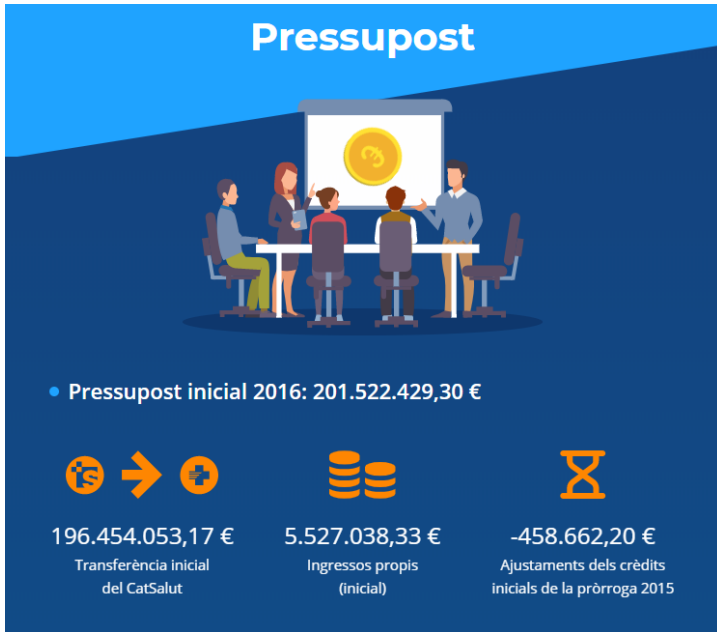 Pressupost
• Pressupost inicial 2016: 201.522.429,30 €
196.454.053,17 €
Transferència inicial
del CatSalut
5.527.038,33 €
Ingressos propis
(inicial)
-458.662,20 €
Ajustaments dels crèdits
inicials de la pròrroga 2015